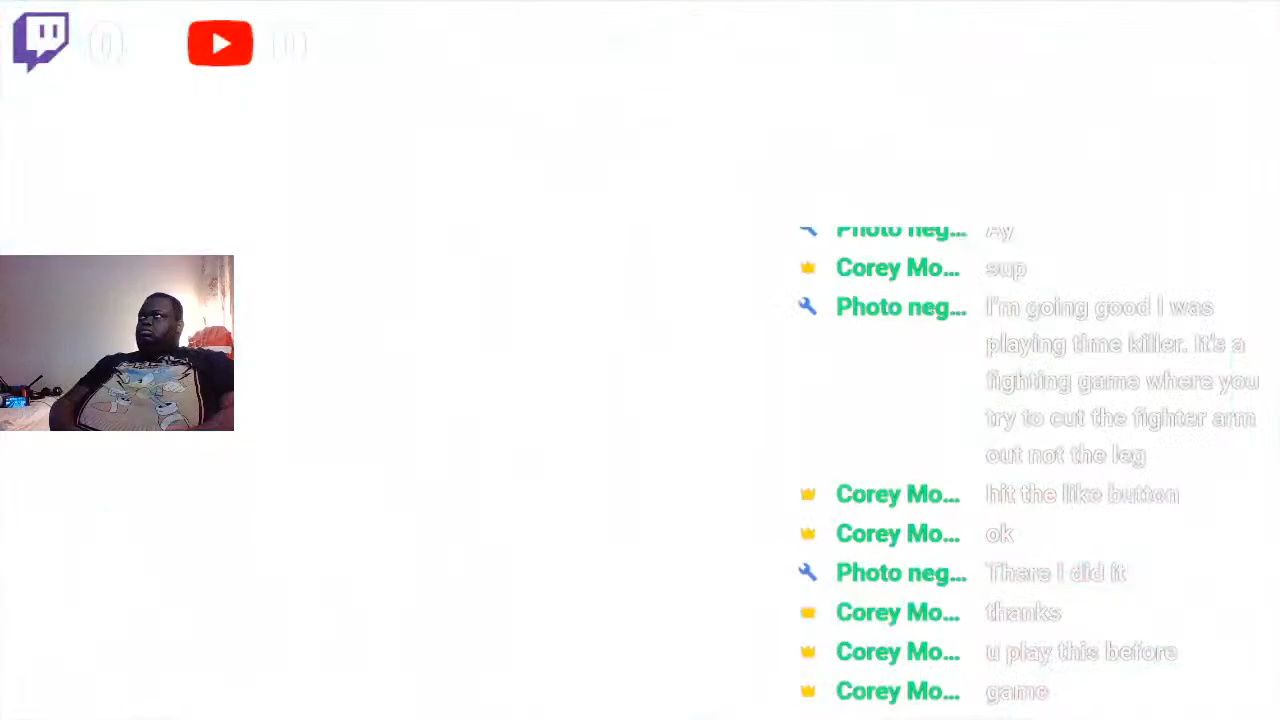 0 0
Photo neg... Ay
Corey Mo... sup
Photo neg... I'm going good I was
playing time killer. It's a
fighting game where you
try to cut the fighter arm
out not the leg
Corey Mo... hit the like button
Corey Mo... ok
Photo neg... There I did it
Corey Mo... thanks
Corey Mo... u play this before
Corey Mo... game